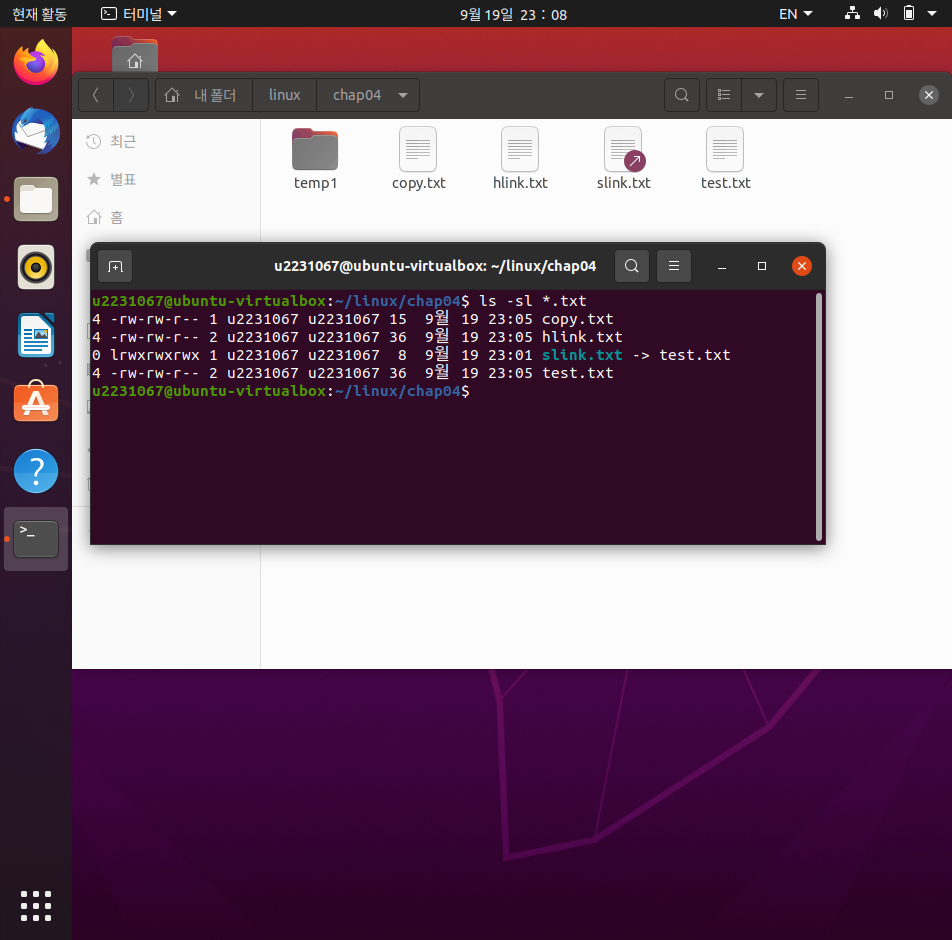 현재 활동 터미널 9월 19일 23 : 08 EN
내 폴더 linux chap04
최근
별표
홈
temp1 copy.txt hlink.txt slink.txt test.txt
u2231067@ubuntu-virtualbox: ~/linux/chap04
u2231067@ubuntu-virtualbox:~/linux/chap04$ ls -sl *.txt
4 -rw-rw-r-- 1 u2231067 u2231067 15  9월 19 23:05 copy.txt
4 -rw-rw-r-- 2 u2231067 u2231067 36  9월 19 23:05 hlink.txt
0 lrwxrwxrwx 1 u2231067 u2231067  8  9월 19 23:01 slink.txt -> test.txt
4 -rw-rw-r-- 2 u2231067 u2231067 36  9월 19 23:05 test.txt
u2231067@ubuntu-virtualbox:~/linux/chap04$